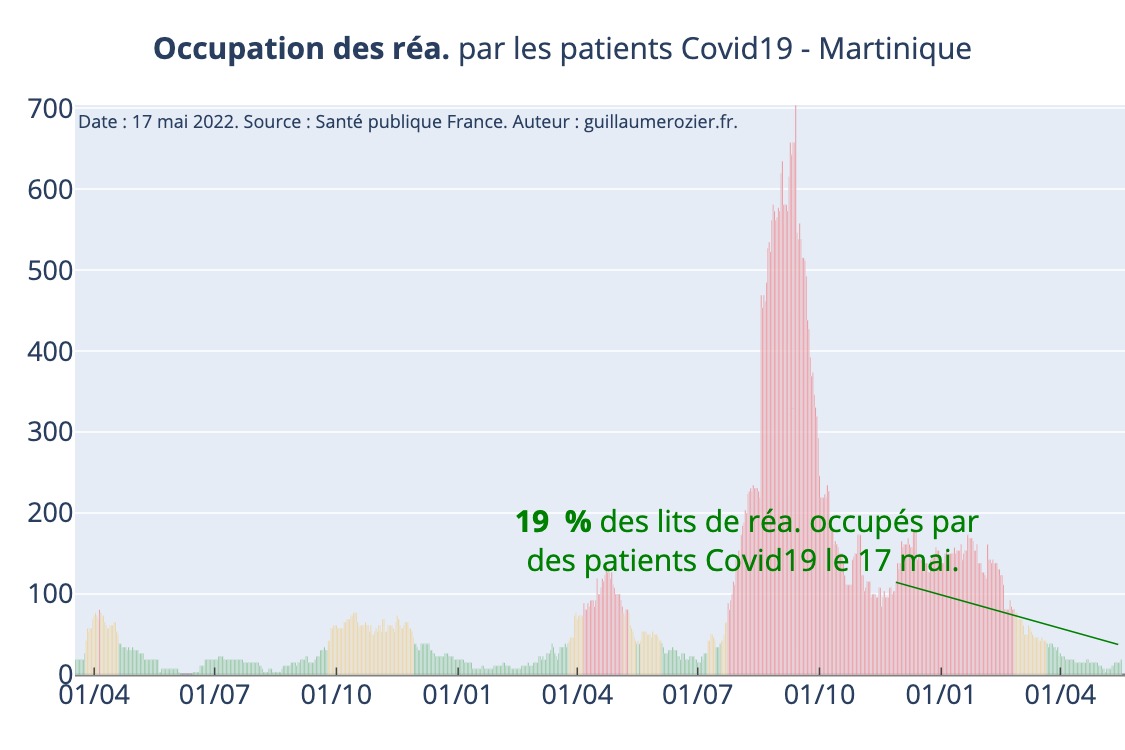 Occupation des réa. par les patients Covid19 - Martinique
700
Date : 17 mai 2022. Source : Santé publique France. Auteur : guillaumerozier.fr.
600
500
400
300
200
19 % des lits de réa. occupés par
des patients Covid19 le 17 mai.
100
0
01/04 01/07 01/10 01/01 01/04 01/07 01/10 01/01 01/04